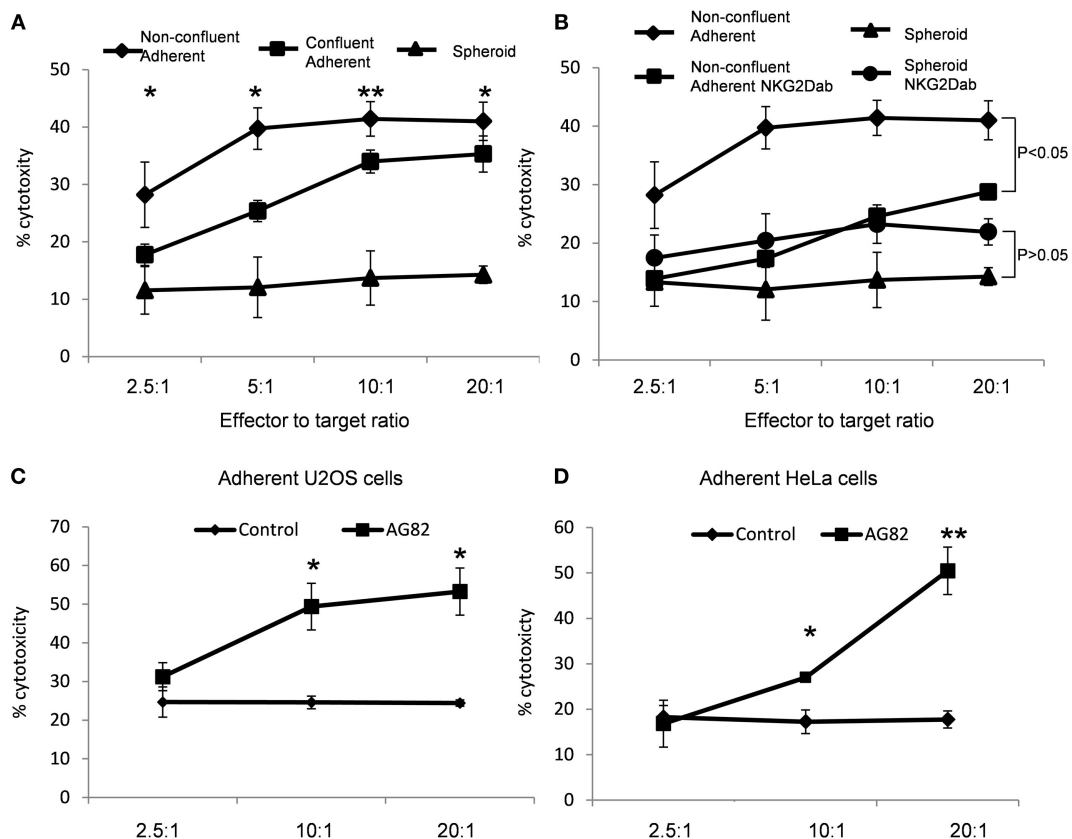 A
Non-confluent
Adherent
Confluent
Adherent
Spheroid
50
40
30
20
10
0
% cytotoxity
* * ** *
2.5:1 5:1 10:1 20:1
Effector to target ratio
B
Non-confluent
Adherent
Spheroid
Non-confluent
Adherent NKG2Dab
Spheroid
NKG2Dab
50
40
30
20
10
0
% cytotoxity
P<0.05
P>0.05
2.5:1 5:1 10:1 20:1
Effector to target ratio
C
Adherent U2OS cells
Control AG82
70
60
50
40
30
20
10
0
% cytotoxicity
* *
2.5:1 10:1 20:1
D
Adherent HeLa cells
Control AG82
60
50
40
30
20
10
0
% cytotoxicty
* **
2.5:1 10:1 20:1